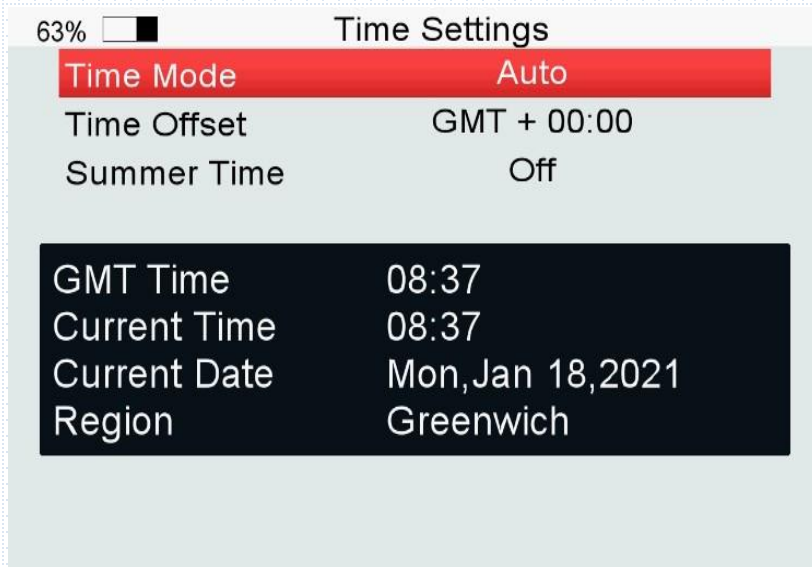 63% Time Settings
Time Mode Auto
Time Offset GMT + 00:00
Summer Time Off
GMT Time 08:37
Current Time 08:37
Current Date Mon,Jan 18,2021
Region Greenwich